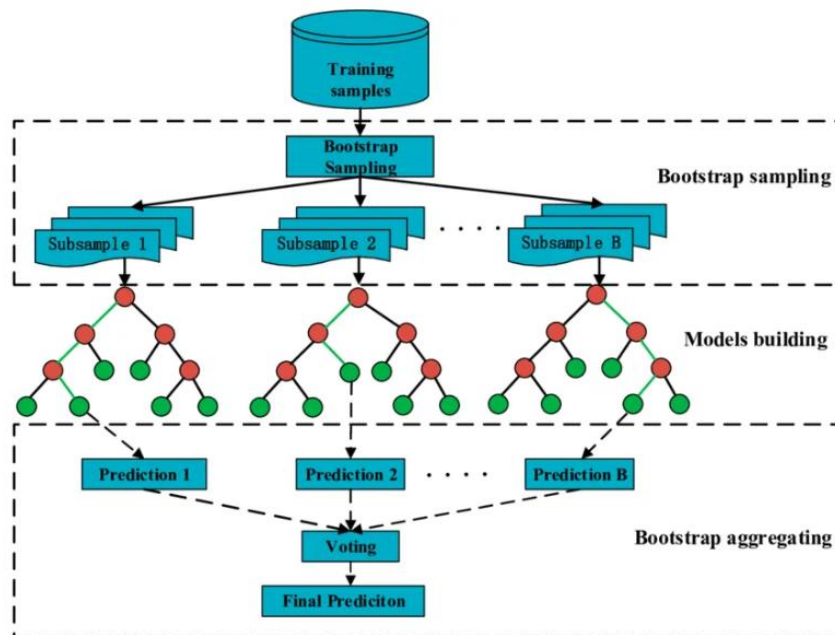 Training
samples
Bootstrap
Sampling
Bootstrap sampling
Subsample 1
Subsample 2
. . . . .
Subsample B
Models building
Prediction 1
Prediction 2
. . . . .
Prediction B
Voting
Bootstrap aggregating
Final Prediciton